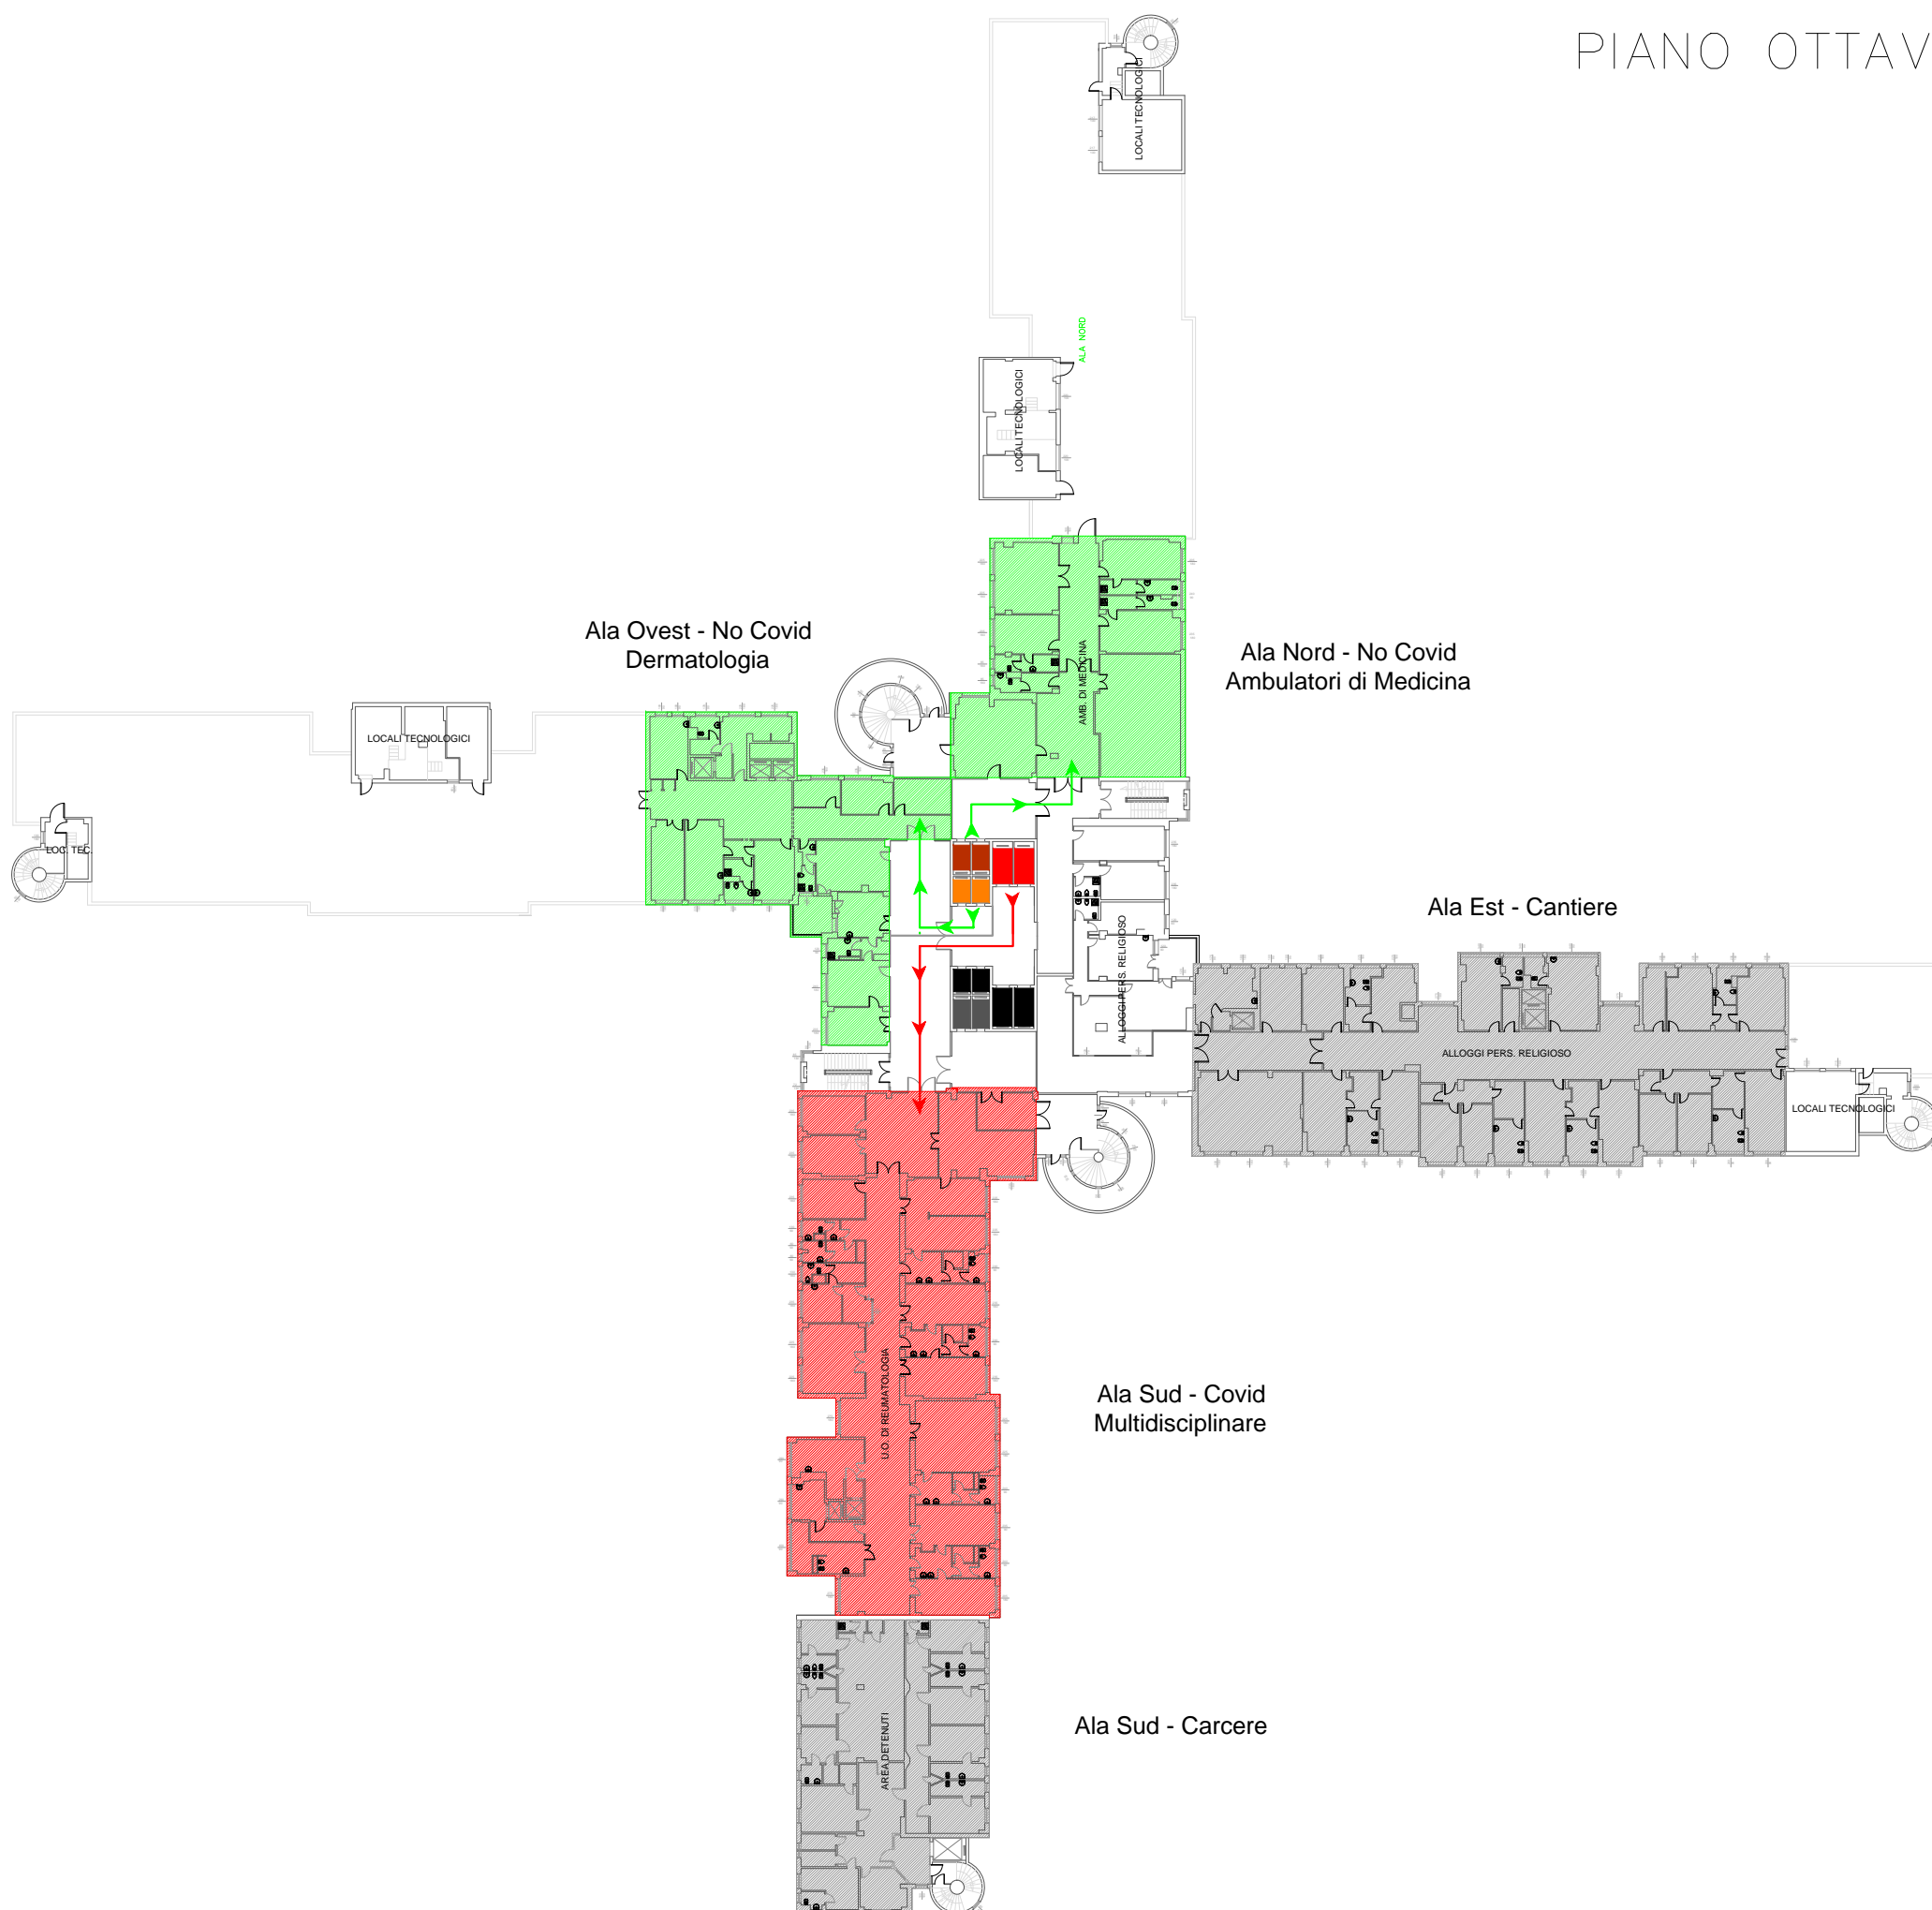 PIANO OTTAV
LOCALI TECNOLOGICI
ALA NORD
LOCALI TECNOLOGICI
Ala Ovest - No Covid
Dermatologia
Ala Nord - No Covid
Ambulatori di Medicina
AMB. DI MEDICINA
LOCALI TECNOLOGICI
LOC. TEC.
Ala Est - Cantiere
ALLOGGI PERS. RELIGIOSO
ALLOGGI PERS. RELIGIOSO
LOCALI TECNOLOGICI
U.O. DI REUMATOLOGIA
Ala Sud - Covid
Multidisciplinare
Ala Sud - Carcere
AREA DETENUTI